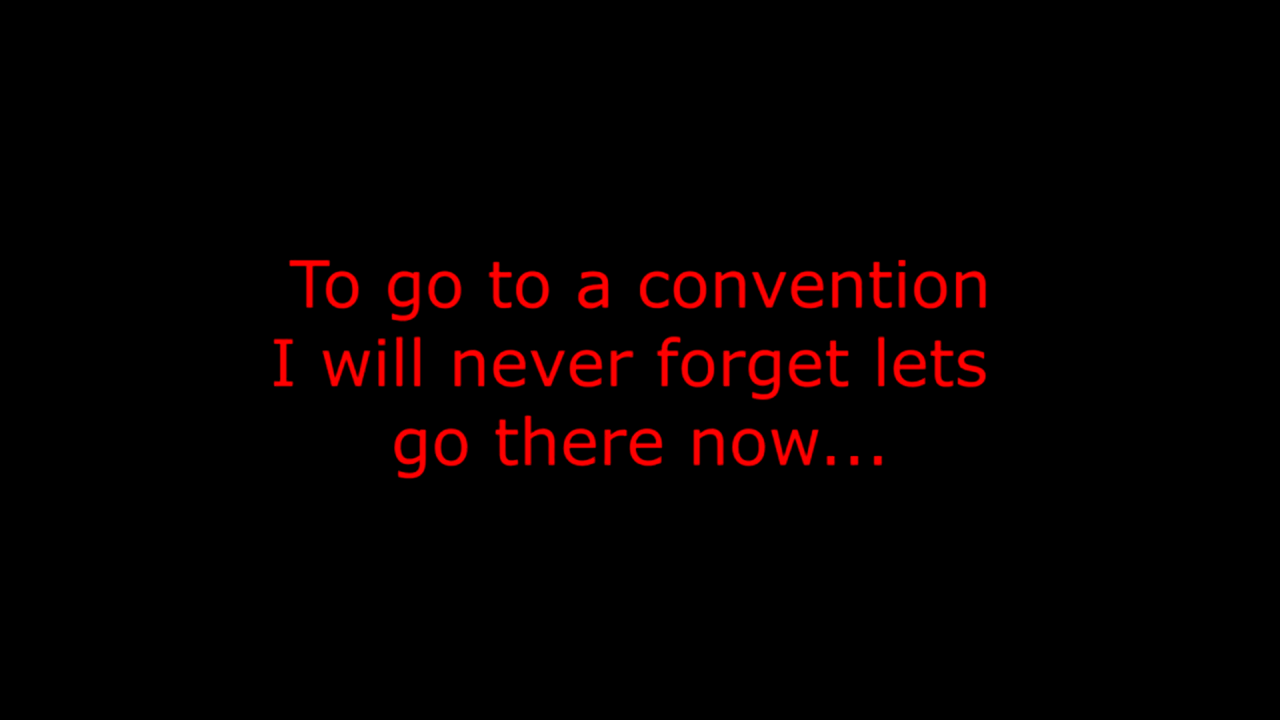 To go to a convention
I will never forget lets
go there now...